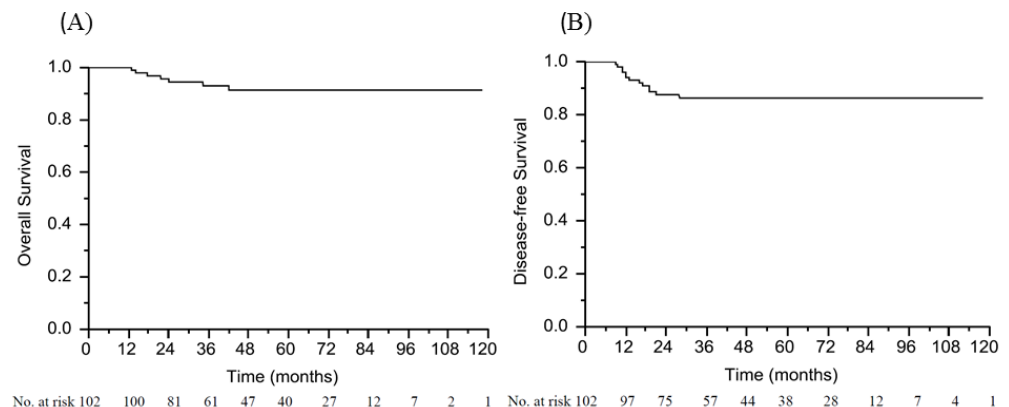 (A)
1.0
0.8
0.6
0.4
0.2
0.0
Overall Survival
0 12 24 36 48 60 72 84 96 108 120
Time (months)
No. at risk 102 100 81 61 47 40 27 12 7 2 1
(B)
1.0
0.8
0.6
0.4
0.2
0.0
Disease-free Survival
0 12 24 36 48 60 72 84 96 108 120
Time (months)
No. at risk 102 97 75 57 44 38 28 12 7 4 1